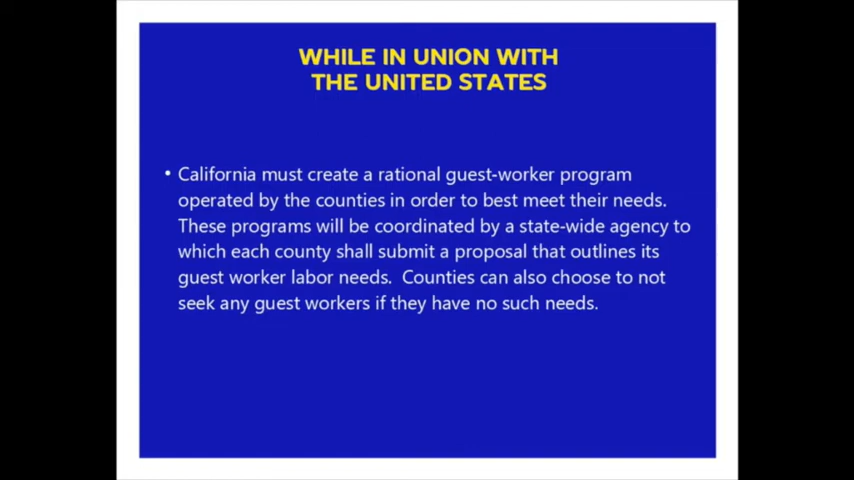 WHILE IN UNION WITH
THE UNITED STATES
• California must create a rational guest-worker program
operated by the counties in order to best meet their needs.
These programs will be coordinated by a state-wide agency to
which each county shall submit a proposal that outlines its
guest worker labor needs.  Counties can also choose to not
seek any guest workers if they have no such needs.